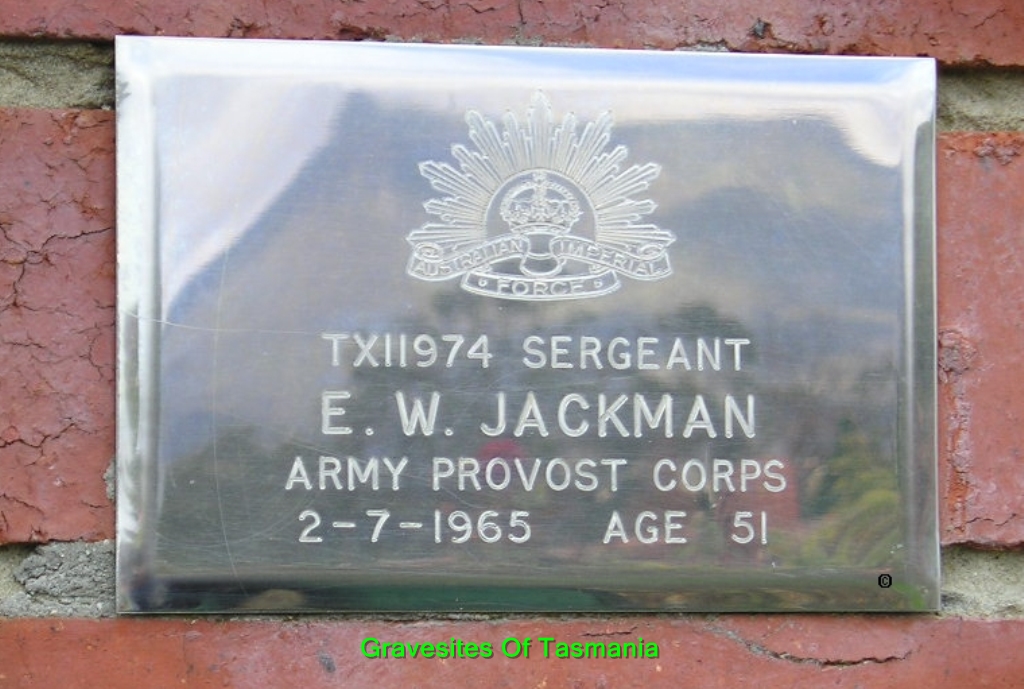 AUSTRALIAN IMPERIAL
FORCE
TX11974 SERGEANT
E. W. JACKMAN
ARMY PROVOST CORPS
2-7-1965 AGE 51
©
Gravesites Of Tasmania